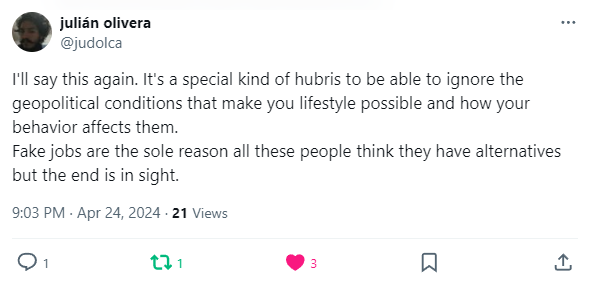 julián olivera
@judolca
I'll say this again. It's a special kind of hubris to be able to ignore the
geopolitical conditions that make you lifestyle possible and how your
behavior affects them.
Fake jobs are the sole reason all these people think they have alternatives
but the end is in sight.
9:03 PM · Apr 24, 2024 · 21 Views
1 1 3